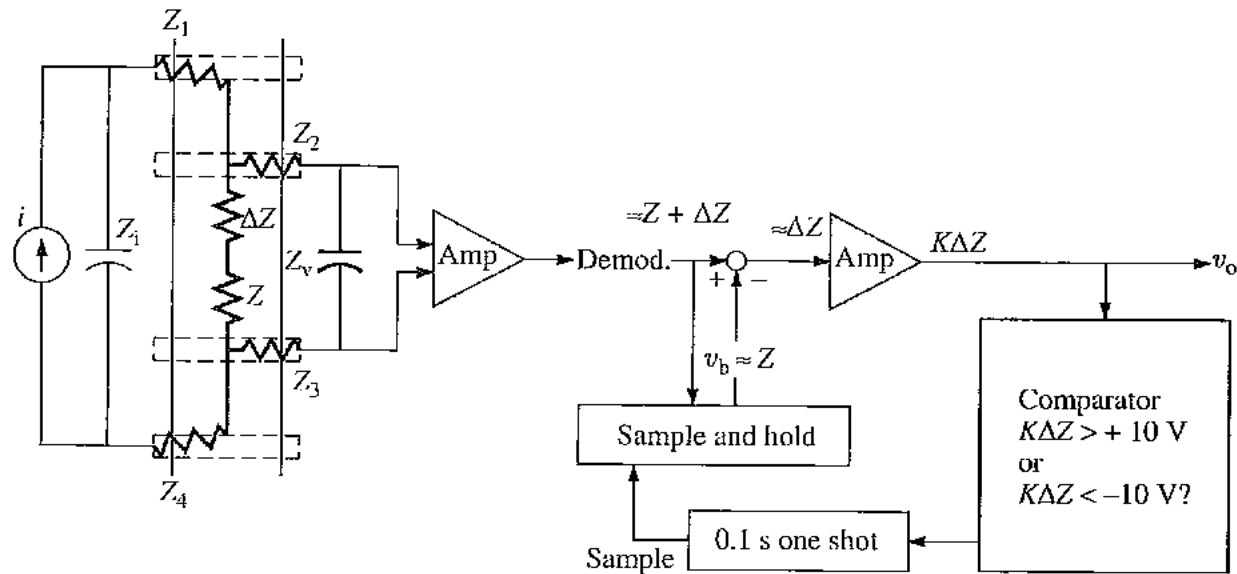 Z₁
Z₂
i
Zᵢ
ΔZ
Z
Zᵥ
Amp
Demod.
≈Z + ΔZ
+
−
≈ΔZ
Amp
KΔZ
vₒ
Z₃
Z₄
v_b ≈ Z
Sample and hold
Comparator
KΔZ > + 10 V
or
KΔZ < −10 V?
Sample
0.1 s one shot